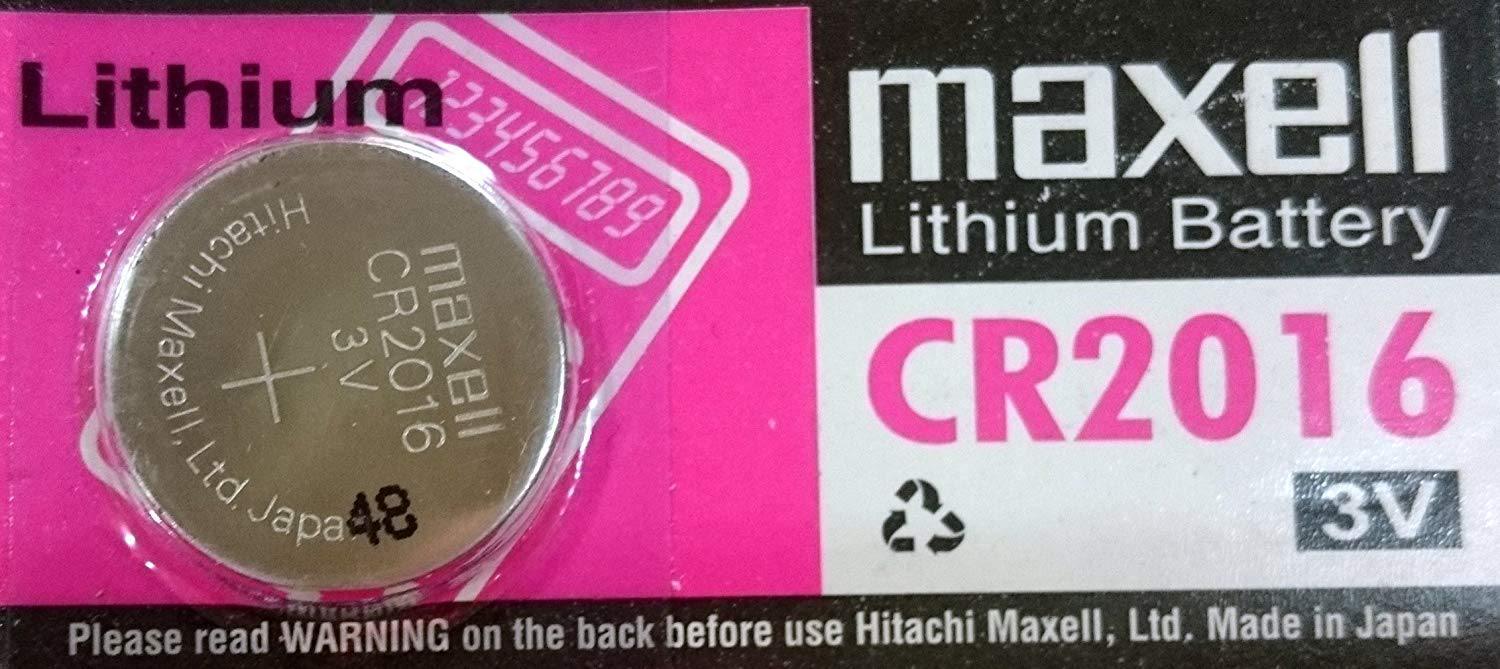 Lithium
123456789
maxell
Lithium Battery
CR2016
3V
maxell
CR2016
3V
Hitachi Maxell, Ltd. Japa
48
Please read WARNING on the back before use Hitachi Maxell, Ltd. Made in Japan